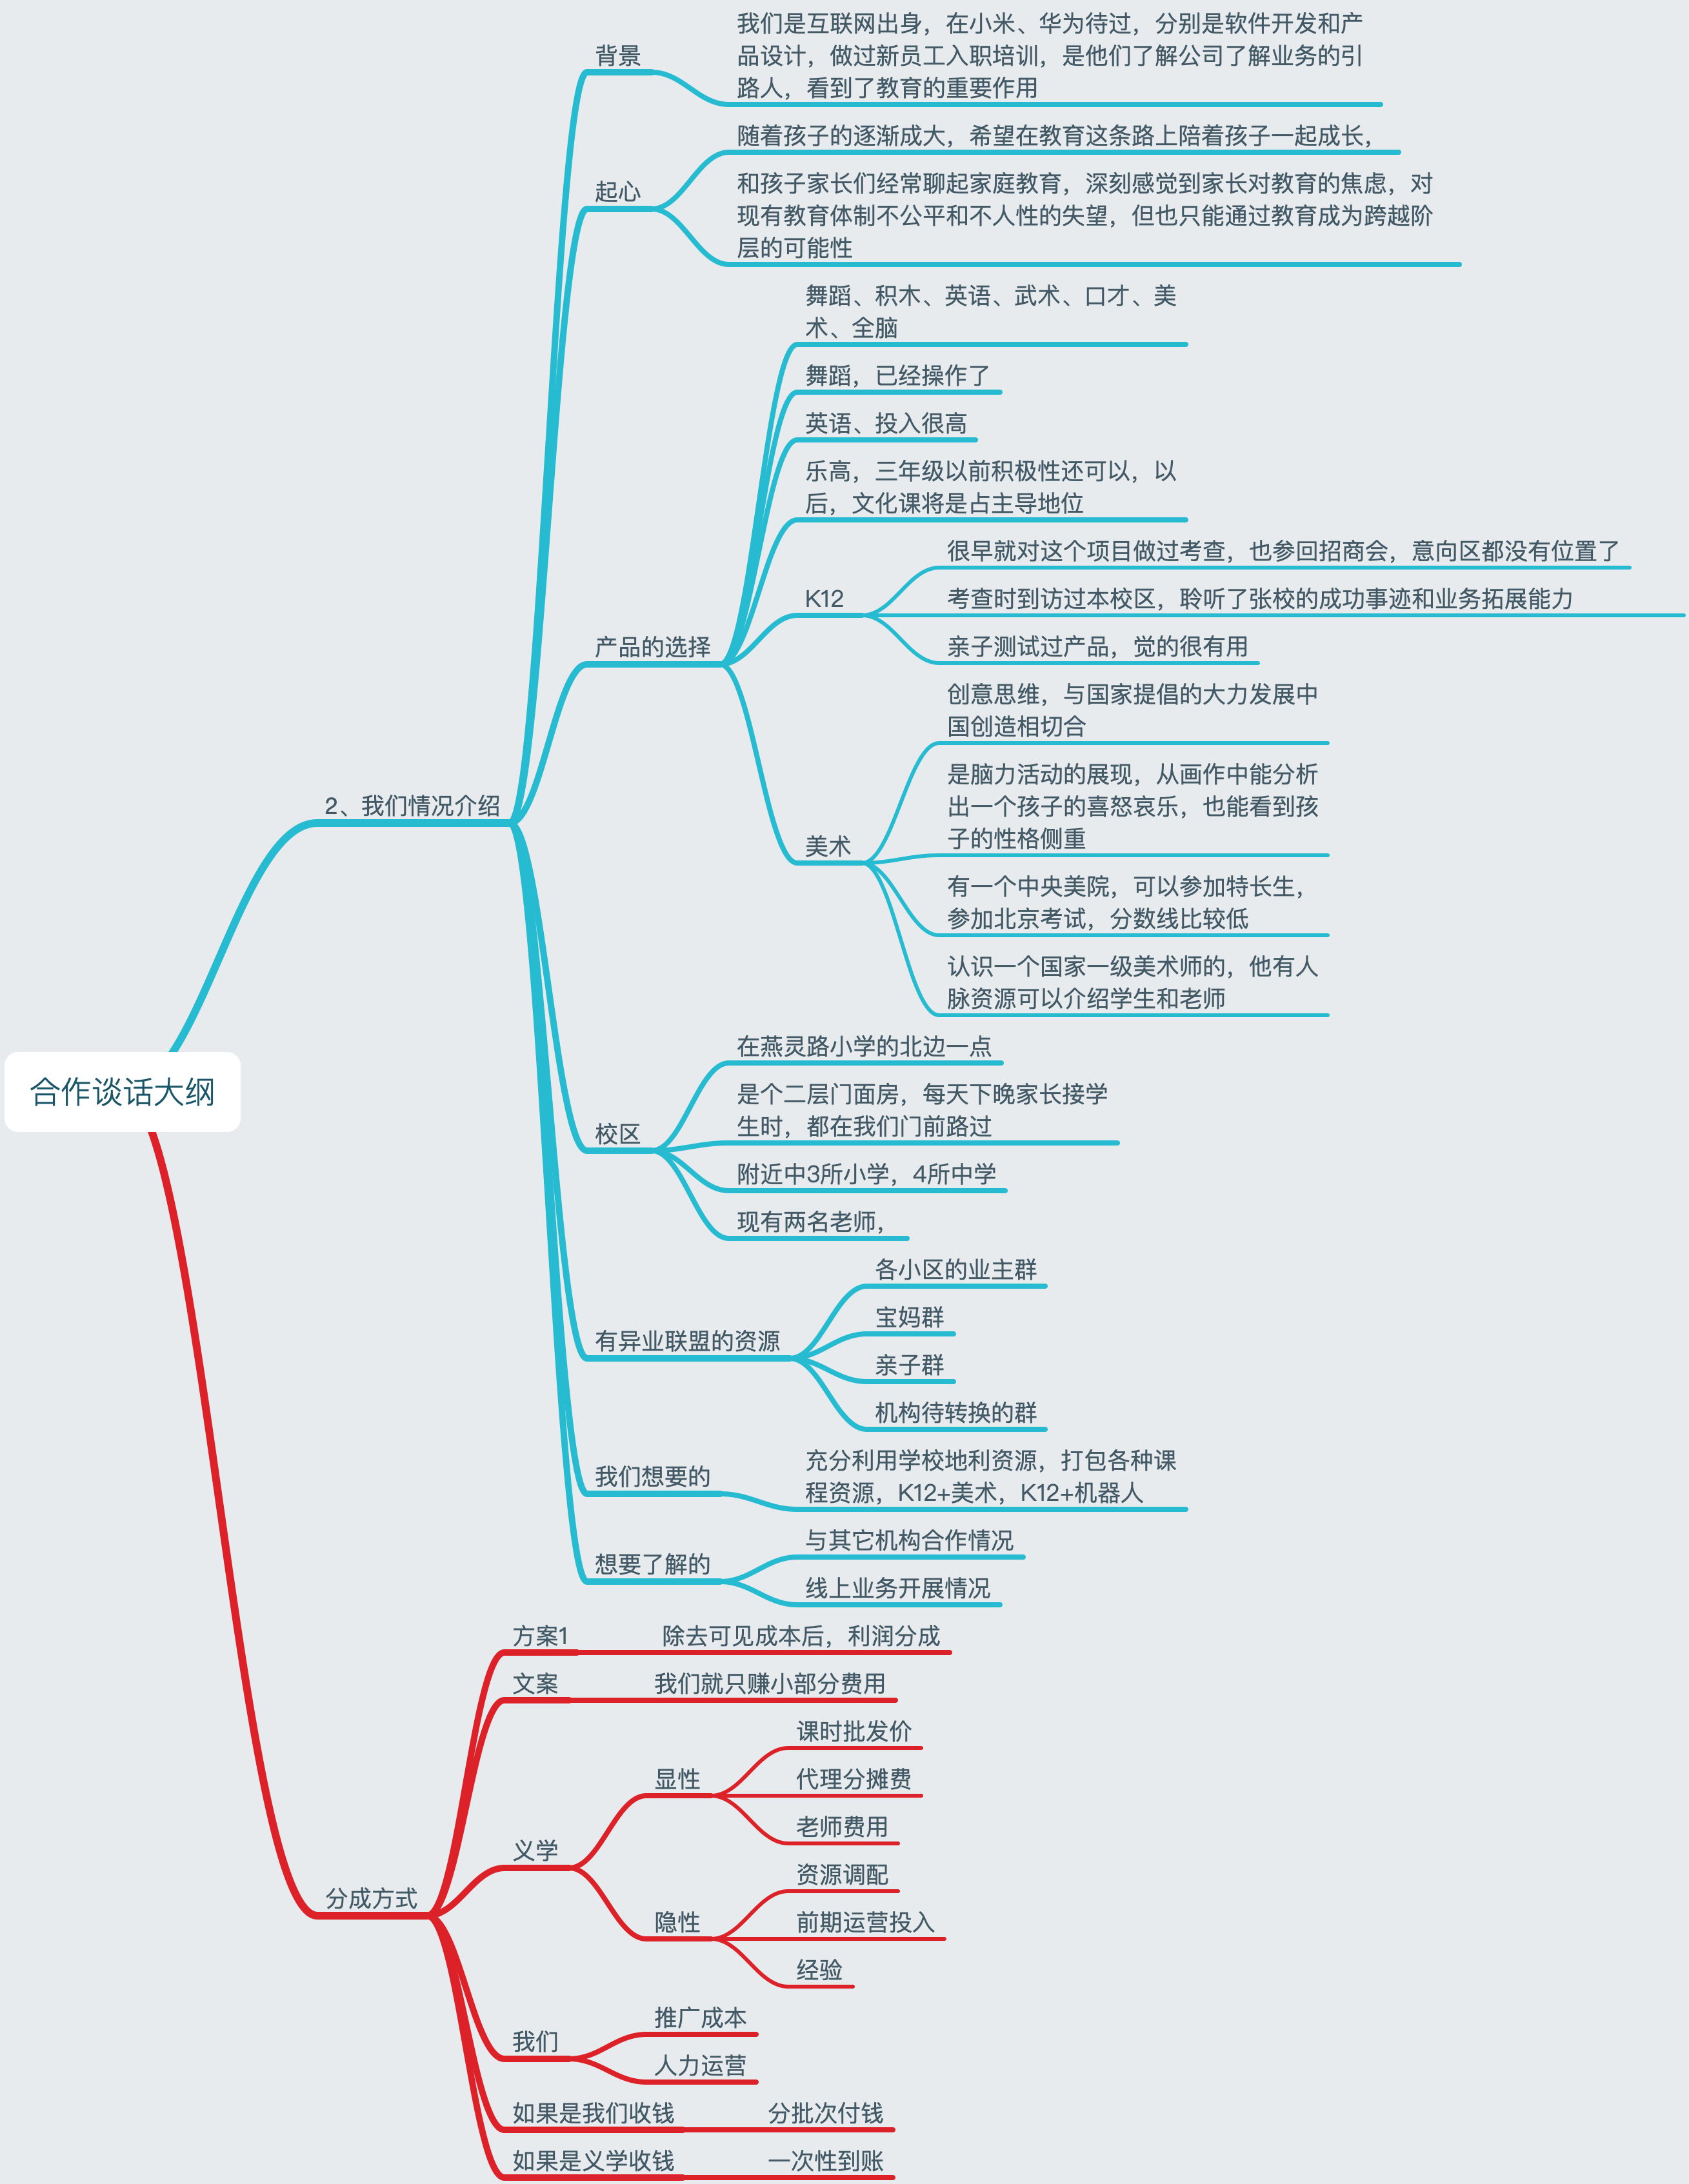 背景
我们是互联网出身，在小米、华为待过，分别是软件开发和产
品设计，做过新员工入职培训，是他们了解公司了解业务的引
路人，看到了教育的重要作用
起心
随着孩子的逐渐成大，希望在教育这条路上陪着孩子一起成长，
和孩子家长们经常聊起家庭教育，深刻感觉到家长对教育的焦虑，对
现有教育体制不公平和不人性的失望，但也只能通过教育成为跨越阶
层的可能性
产品的选择
舞蹈、积木、英语、武术、口才、美
术、全脑
舞蹈，已经操作了
英语、投入很高
乐高，三年级以前积极性还可以，以
后，文化课将是占主导地位
K12
很早就对这个项目做过考查，也参回招商会，意向区都没有位置了
考查时到访过本校区，聆听了张校的成功事迹和业务拓展能力
亲子测试过产品，觉的很有用
美术
创意思维，与国家提倡的大力发展中
国创造相切合
是脑力活动的展现，从画作中能分析
出一个孩子的喜怒哀乐，也能看到孩
子的性格侧重
有一个中央美院，可以参加特长生，
参加北京考试，分数线比较低
认识一个国家一级美术师的，他有人
脉资源可以介绍学生和老师
2、我们情况介绍
校区
在燕灵路小学的北边一点
是个二层门面房，每天下晚家长接学
生时，都在我们门前路过
附近中3所小学，4所中学
现有两名老师，
有异业联盟的资源
各小区的业主群
宝妈群
亲子群
机构待转换的群
我们想要的
充分利用学校地利资源，打包各种课
程资源，K12+美术，K12+机器人
想要了解的
与其它机构合作情况
线上业务开展情况
合作谈话大纲
分成方式
方案1
除去可见成本后，利润分成
文案
我们就只赚小部分费用
义学
显性
课时批发价
代理分摊费
老师费用
隐性
资源调配
前期运营投入
经验
我们
推广成本
人力运营
如果是我们收钱
分批次付钱
如果是义学收钱
一次性到账